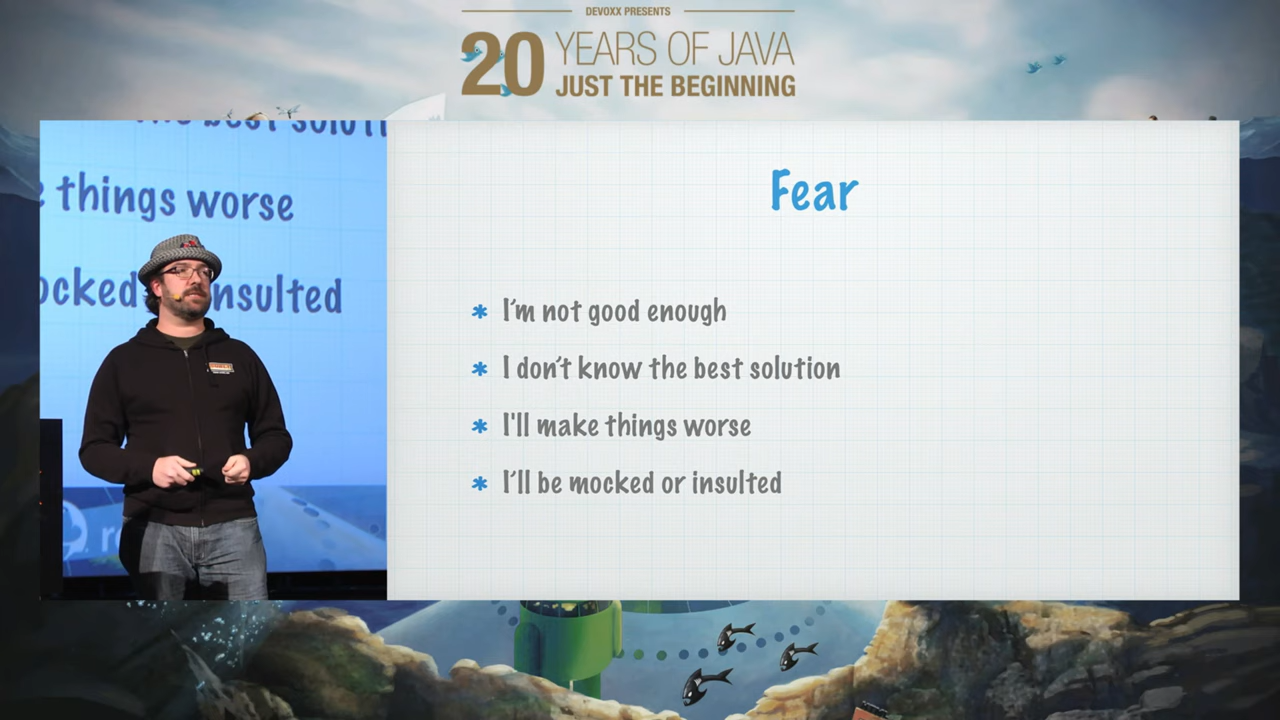 DEVOXX PRESENTS
20 YEARS OF JAVA
JUST THE BEGINNING
things worse
nsulted
Fear
* I'm not good enough
* I don't know the best solution
* I'll make things worse
* I'll be mocked or insulted